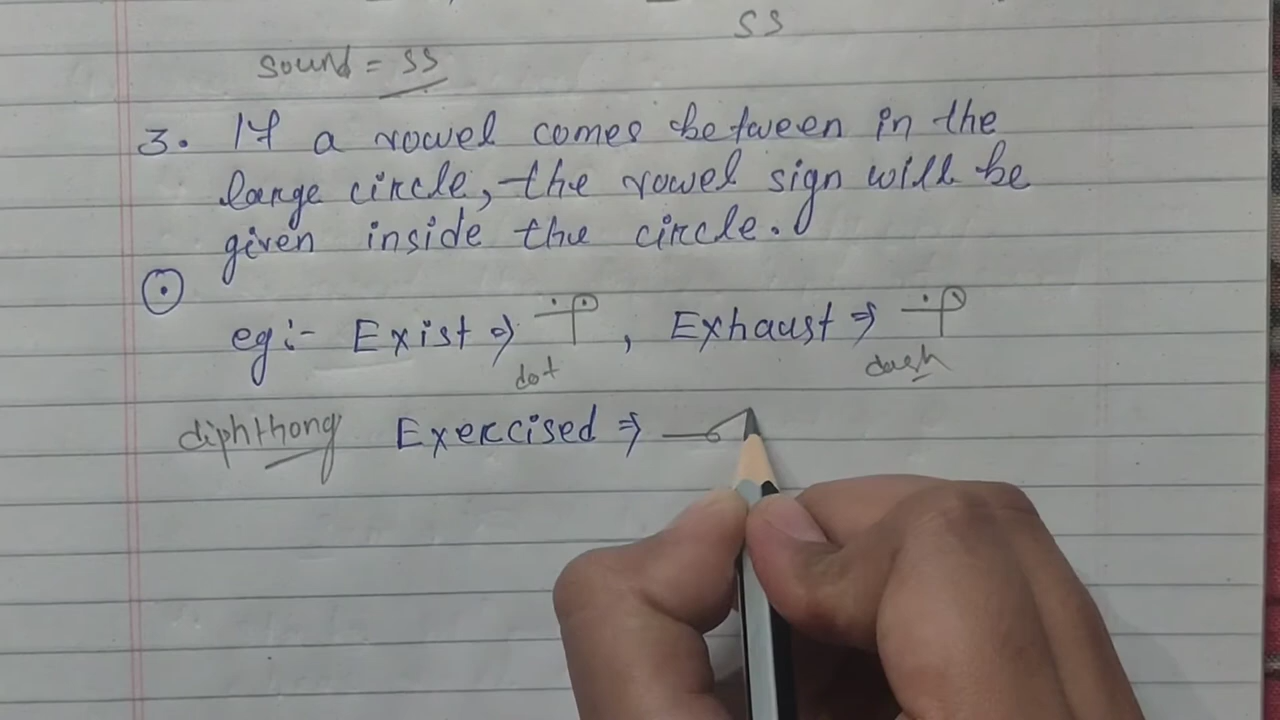 ss
sound = ss
3. If a vowel comes between in the
large circle, the vowel sign will be
given inside the circle.
eg:- Exist ⇒ , Exhaust ⇒
dot dash
diphthong Exercised ⇒